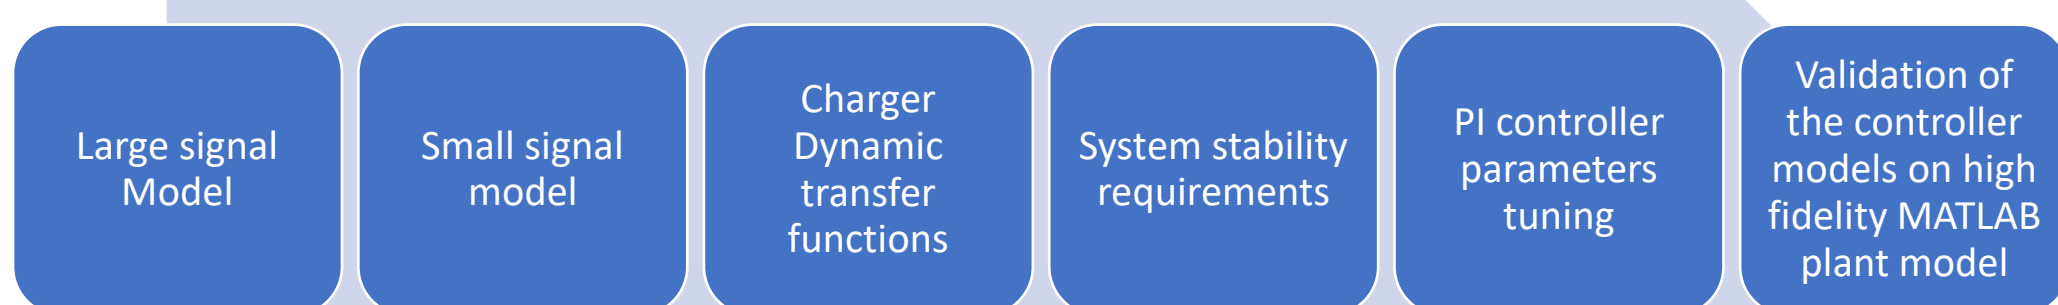 Large signal
Model
Small signal
model
Charger
Dynamic
transfer
functions
System stability
requirements
PI controller
parameters
tuning
Validation of
the controller
models on high
fidelity MATLAB
plant model